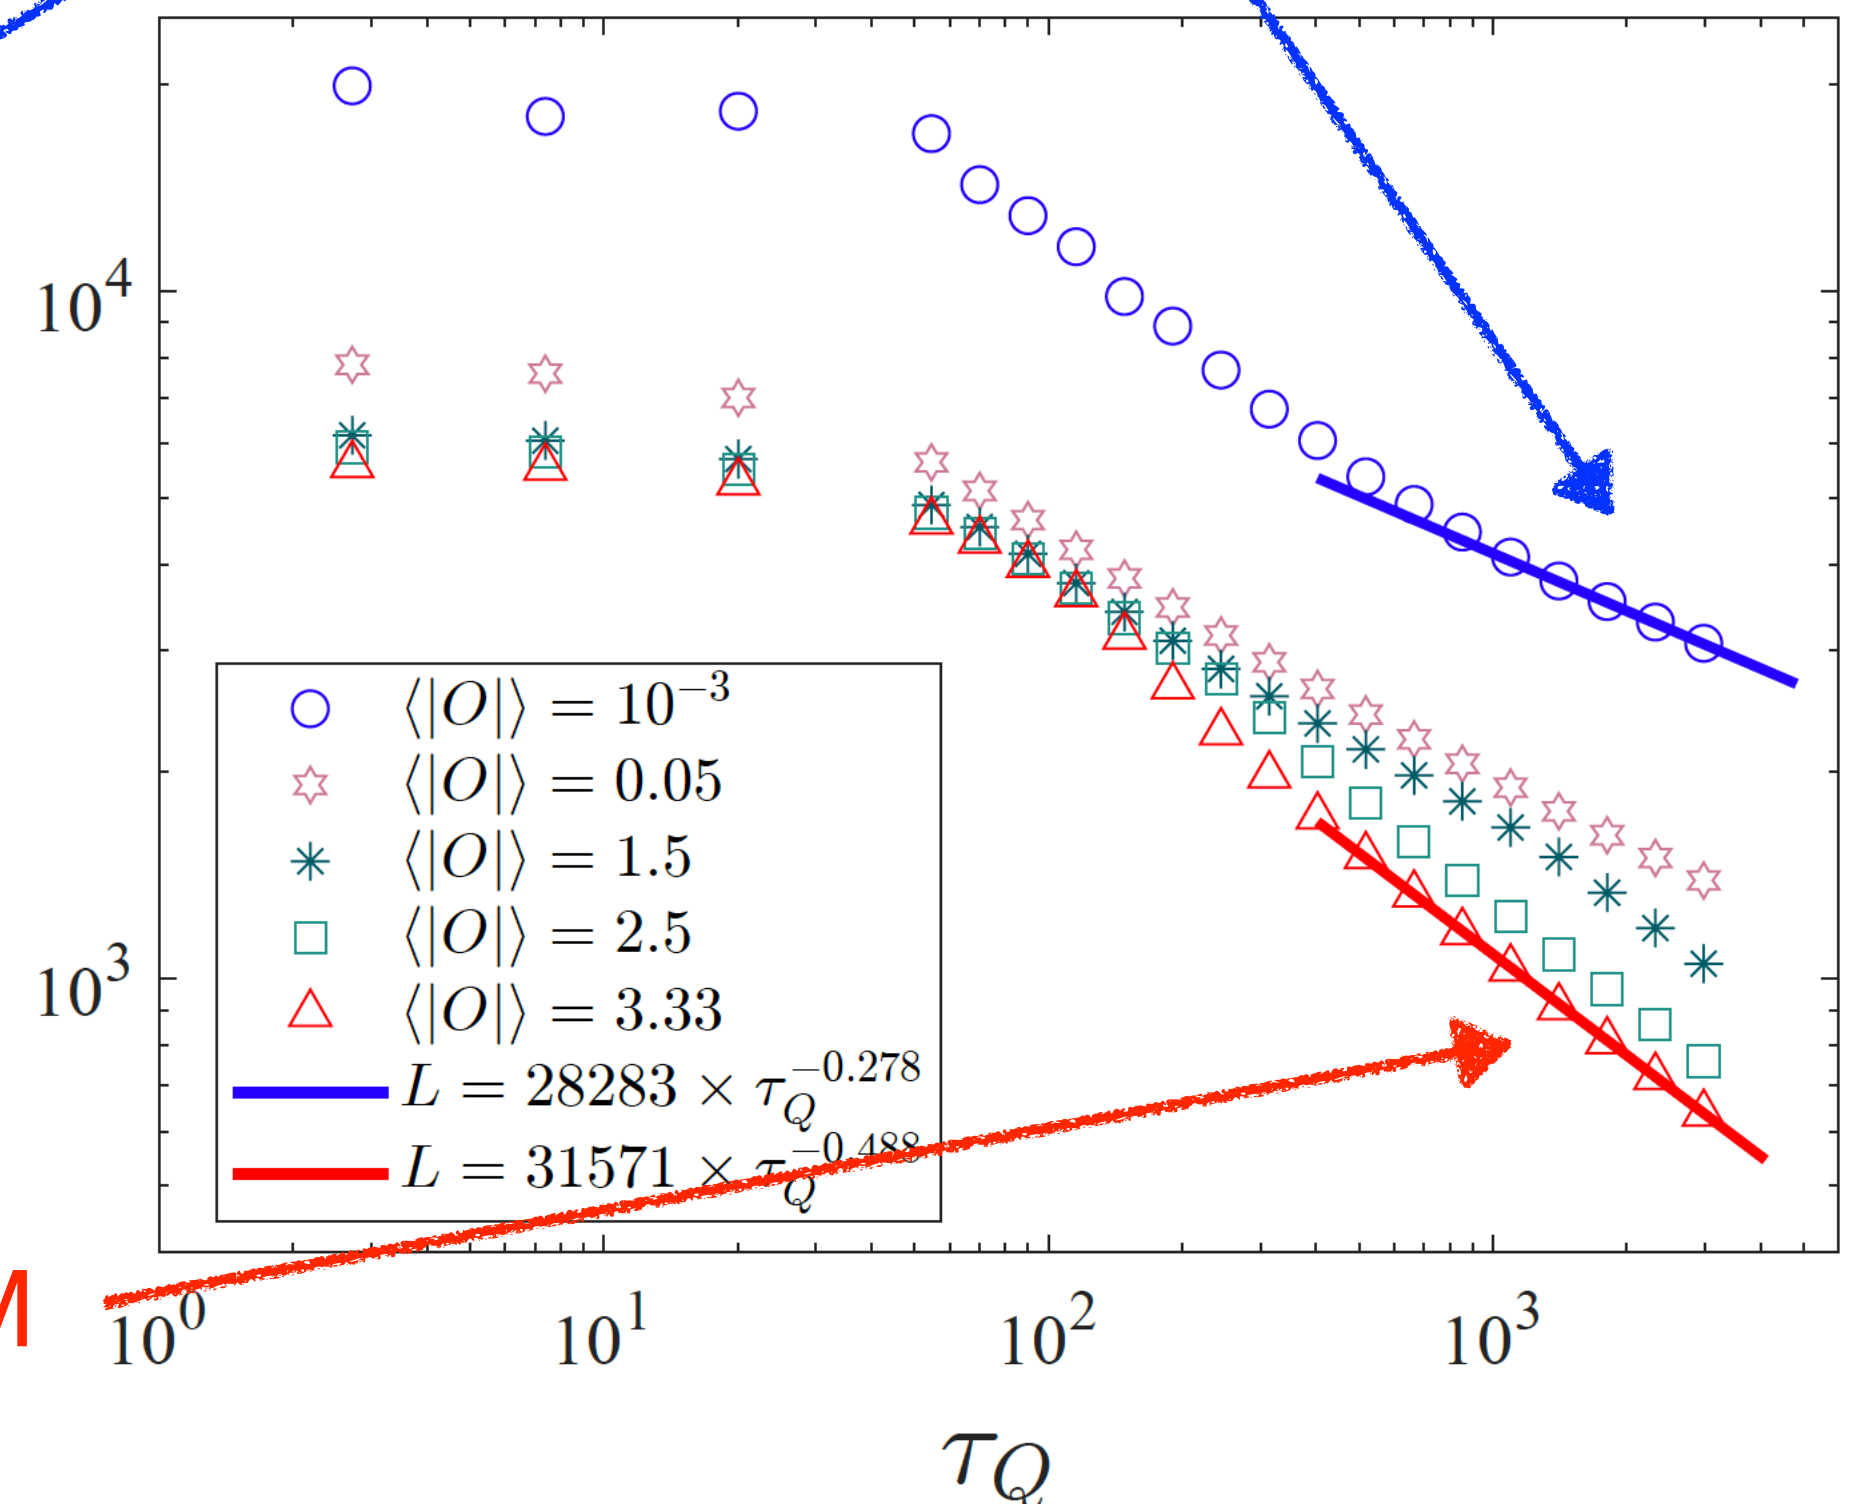 10^4
10^3
⟨|O|⟩ = 10^−3
⟨|O|⟩ = 0.05
⟨|O|⟩ = 1.5
⟨|O|⟩ = 2.5
⟨|O|⟩ = 3.33
L = 28283 × τ_Q^−0.278
L = 31571 × τ_Q^−0.488
M
10^0 10^1 10^2 10^3
τ_Q